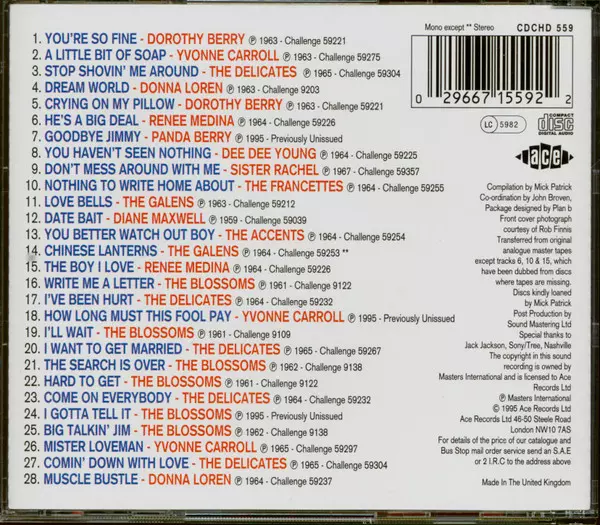 1. YOU'RE SO FINE - DOROTHY BERRY ℗ 1963 - Challenge 59221
2. A LITTLE BIT OF SOAP - YVONNE CARROLL ℗ 1963 - Challenge 59275
3. STOP SHOVIN' ME AROUND - THE DELICATES ℗ 1965 - Challenge 59304
4. DREAM WORLD - DONNA LOREN ℗ 1963 - Challenge 9203
5. CRYING ON MY PILLOW - DOROTHY BERRY ℗ 1963 - Challenge 59221
6. HE'S A BIG DEAL - RENEE MEDINA ℗ 1964 - Challenge 59226
7. GOODBYE JIMMY - PANDA BERRY ℗ 1995 - Previously Unissued
8. YOU HAVEN'T SEEN NOTHING - DEE DEE YOUNG ℗ 1964 - Challenge 59225
9. DON'T MESS AROUND WITH ME - SISTER RACHEL ℗ 1967 - Challenge 59357
10. NOTHING TO WRITE HOME ABOUT - THE FRANCETTES ℗ 1964 - Challenge 59255
11. LOVE BELLS - THE GALENS ℗ 1963 - Challenge 59212
12. DATE BAIT - DIANE MAXWELL ℗ 1959 - Challenge 59039
13. YOU BETTER WATCH OUT BOY - THE ACCENTS ℗ 1964 - Challenge 59254
14. CHINESE LANTERNS - THE GALENS ℗ 1964 - Challenge 59253 **
15. THE BOY I LOVE - RENEE MEDINA ℗ 1964 - Challenge 59226
16. WRITE ME A LETTER - THE BLOSSOMS ℗ 1961 - Challenge 9122
17. I'VE BEEN HURT - THE DELICATES ℗ 1964 - Challenge 59232
18. HOW LONG MUST THIS FOOL PAY - YVONNE CARROLL ℗ 1995 - Previously Unissued
19. I'LL WAIT - THE BLOSSOMS ℗ 1961 - Challenge 9109
20. I WANT TO GET MARRIED - THE DELICATES ℗ 1965 - Challenge 59267
21. THE SEARCH IS OVER - THE BLOSSOMS ℗ 1962 - Challenge 9138
22. HARD TO GET - THE BLOSSOMS ℗ 1961 - Challenge 9122
23. COME ON EVERYBODY - THE DELICATES ℗ 1964 - Challenge 59232
24. I GOTTA TELL IT - THE BLOSSOMS ℗ 1995 - Previously Unissued
25. BIG TALKIN' JIM - THE BLOSSOMS ℗ 1962 - Challenge 9138
26. MISTER LOVEMAN - YVONNE CARROLL ℗ 1965 - Challenge 59297
27. COMIN' DOWN WITH LOVE - THE DELICATES ℗ 1965 - Challenge 59304
28. MUSCLE BUSTLE - DONNA LOREN ℗ 1964 - Challenge 59237
Mono except ** Stereo
CDCHD 559
0 29667 15592 2
LC 5982
COMPACT
disc
DIGITAL AUDIO
ace
Compilation by Mick Patrick
Co-ordination by John Broven,
Package designed by Plan b
Front cover photograph
courtesy of Rob Finnis
Transferred from original
analogue master tapes
except tracks 6, 10 & 15, which
have been dubbed from discs
where tapes are missing.
Discs kindly loaned
by Mick Patrick
Post Production by
Sound Mastering Ltd
Special thanks to
Jack Jackson, Sony/Tree, Nashville
The copyright in this sound
recording is owned by
Masters International and is licensed to Ace
Records Ltd
℗ Masters International
© 1995 Ace Records Ltd
Ace Records Ltd 46-50 Steele Road
London NW10 7AS
For details of the price of our catalogue and
Bus Stop mail order service send an S.A.E
or 2 I.R.C to the address above
Made In The United Kingdom